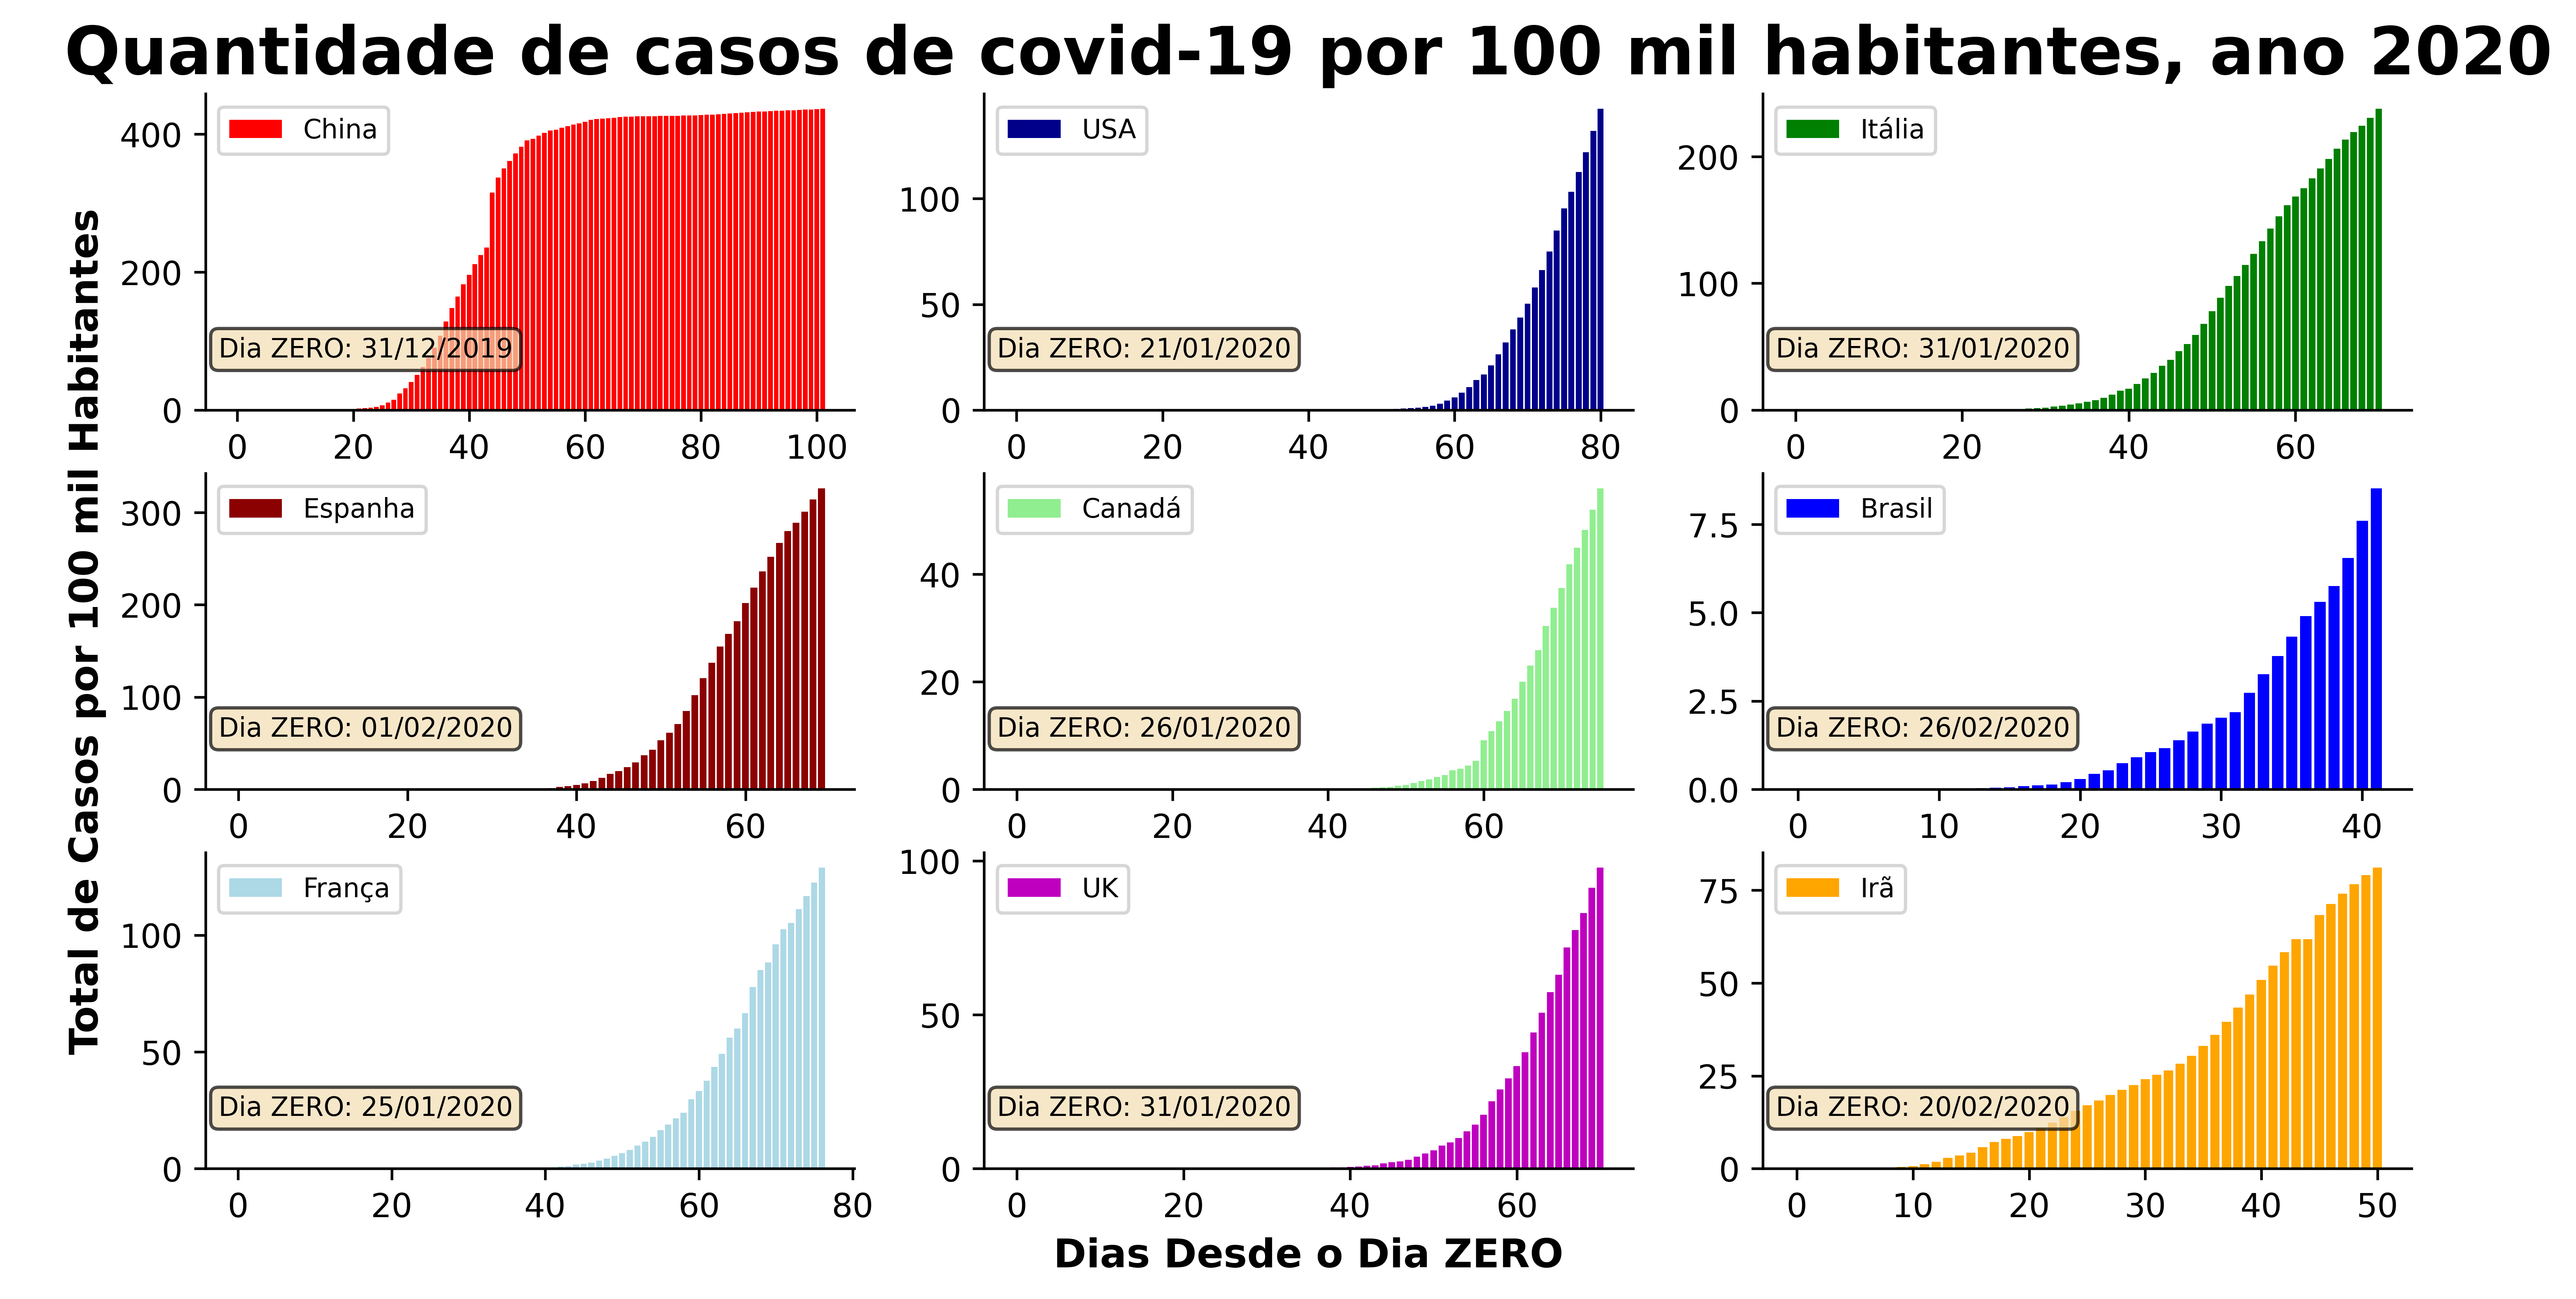 Quantidade de casos de covid-19 por 100 mil habitantes, ano 2020
Total de Casos por 100 mil Habitantes
China
400
200
0
Dia ZERO: 31/12/2019
0 20 40 60 80 100
USA
100
50
0
Dia ZERO: 21/01/2020
0 20 40 60 80
Itália
200
100
0
Dia ZERO: 31/01/2020
0 20 40 60
Espanha
300
200
100
0
Dia ZERO: 01/02/2020
0 20 40 60
Canadá
40
20
0
Dia ZERO: 26/01/2020
0 20 40 60
Brasil
7.5
5.0
2.5
0.0
Dia ZERO: 26/02/2020
0 10 20 30 40
França
100
50
0
Dia ZERO: 25/01/2020
0 20 40 60 80
UK
100
50
0
Dia ZERO: 31/01/2020
0 20 40 60
Irã
75
50
25
0
Dia ZERO: 20/02/2020
0 10 20 30 40 50
Dias Desde o Dia ZERO